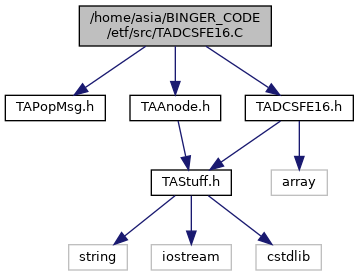 /home/asia/BINGER_CODE
/etf/src/TADCSFE16.C
TAPopMsg.h
TAAnode.h
TADCSFE16.h
TAStuff.h
array
string
iostream
cstdlib